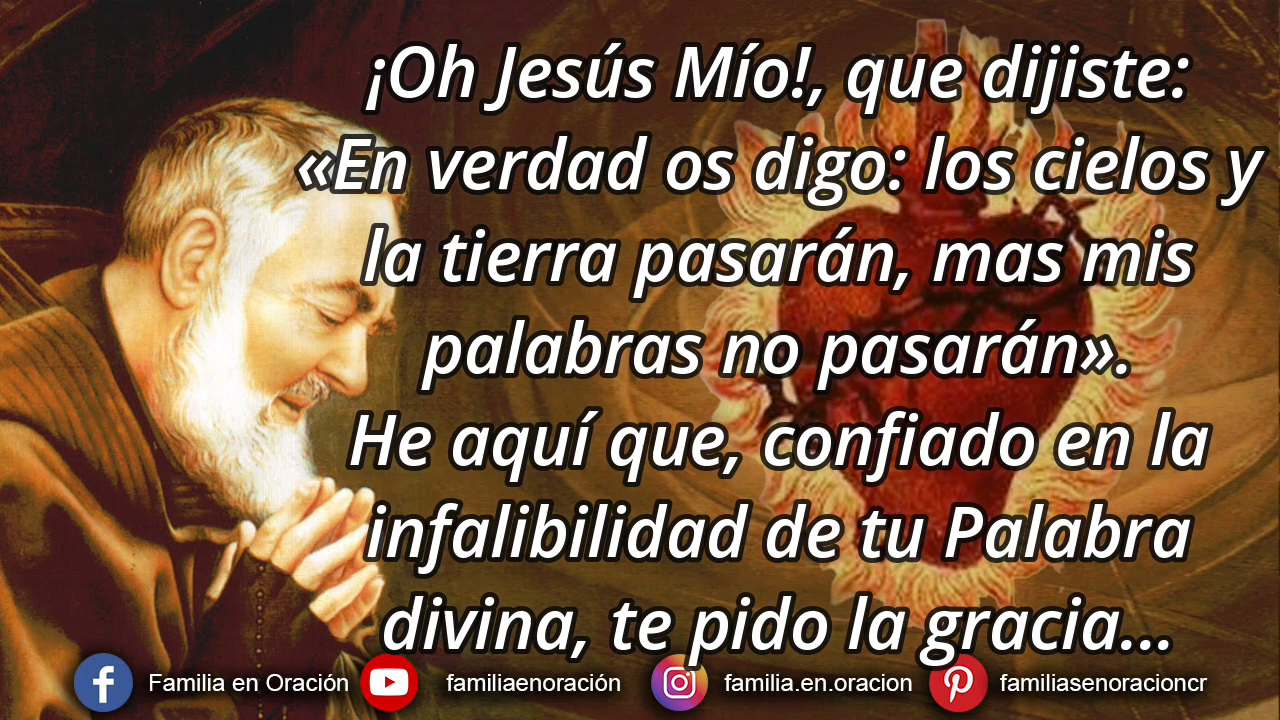 ¡Oh Jesús Mío!, que dijiste:
«En verdad os digo: los cielos y
la tierra pasarán, mas mis
palabras no pasarán».
He aquí que, confiado en la
infalibilidad de tu Palabra
divina, te pido la gracia...
Familia en Oración familiaenoración familia.en.oracion familiasenoracioncr